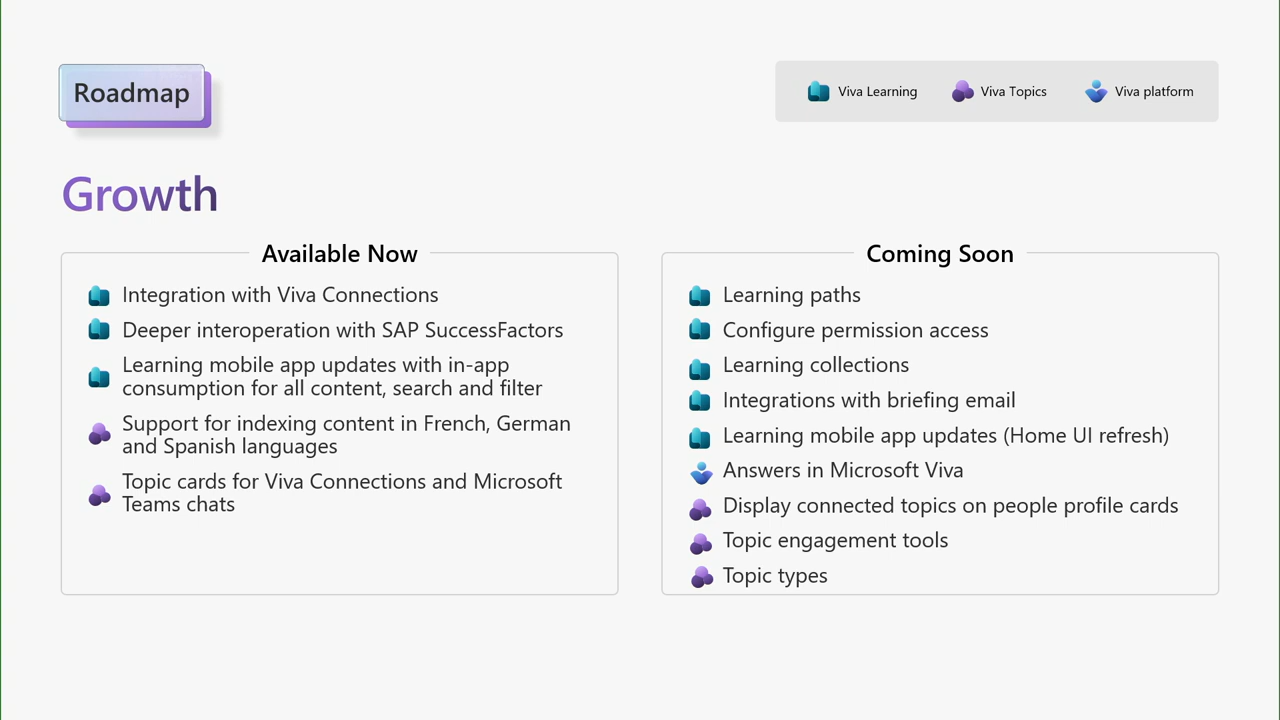 Roadmap
Viva Learning
Viva Topics
Viva platform
Growth
Available Now
Integration with Viva Connections
Deeper interoperation with SAP SuccessFactors
Learning mobile app updates with in-app
consumption for all content, search and filter
Support for indexing content in French, German
and Spanish languages
Topic cards for Viva Connections and Microsoft
Teams chats
Coming Soon
Learning paths
Configure permission access
Learning collections
Integrations with briefing email
Learning mobile app updates (Home UI refresh)
Answers in Microsoft Viva
Display connected topics on people profile cards
Topic engagement tools
Topic types